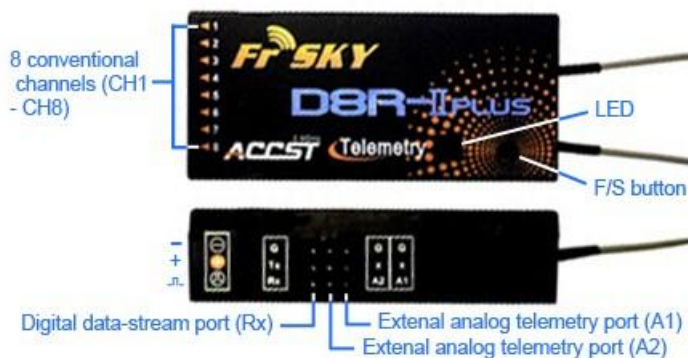 8 conventional
channels (CH1
- CH8)
1
2
3
4
5
6
7
8
FrSKY
D8R-II PLUS
ACCST Telemetry
LED
F/S button
−
+
G
Tx
Rx
G
x
A2
G
x
A1
Digital data-stream port (Rx)
Extenal analog telemetry port (A1)
Extenal analog telemetry port (A2)